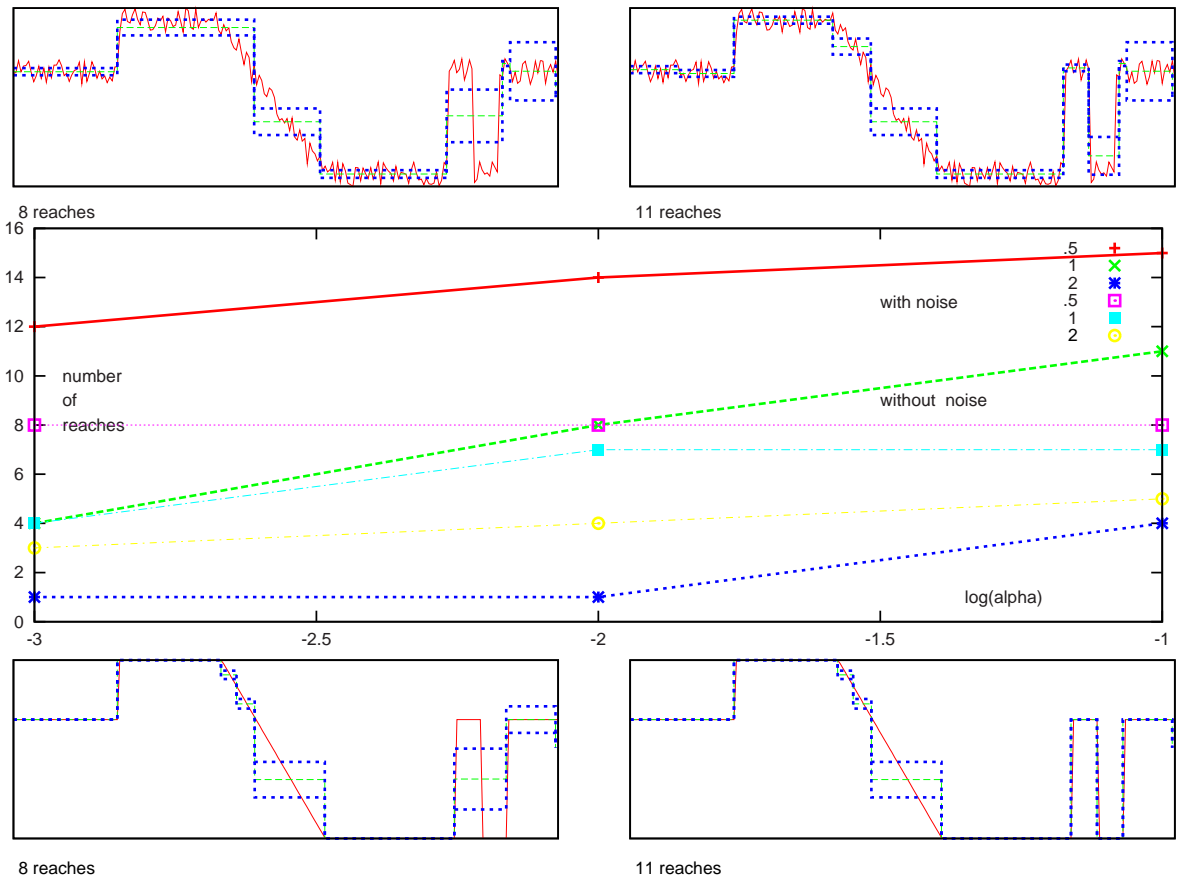 8 reaches
11 reaches
16
14
12
10
8
6
4
2
0
number
of
reaches
.5
1
2
.5
1
2
with noise
without noise
log(alpha)
-3
-2.5
-2
-1.5
-1
8 reaches
11 reaches